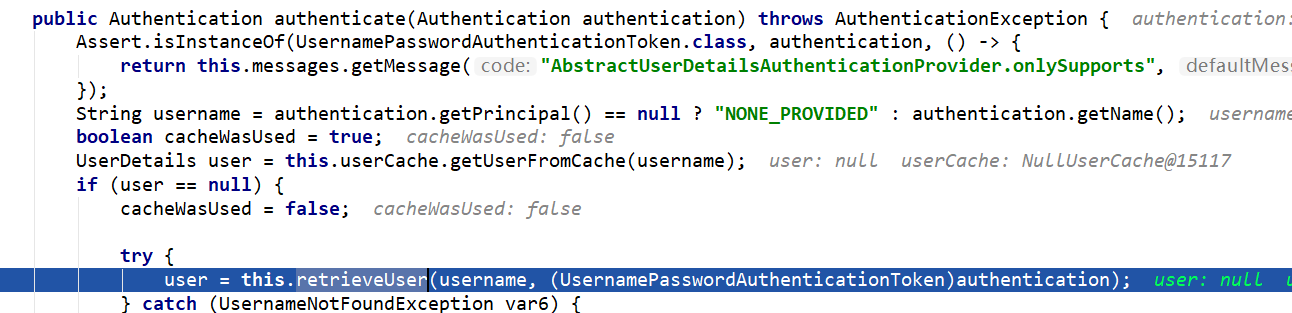 public Authentication authenticate(Authentication authentication) throws AuthenticationException {  authentication:
Assert.isInstanceOf(UsernamePasswordAuthenticationToken.class, authentication, () -> {
return this.messages.getMessage( code: "AbstractUserDetailsAuthenticationProvider.onlySupports",  defaultMess
});
String username = authentication.getPrincipal() == null ? "NONE_PROVIDED" : authentication.getName();  username
boolean cacheWasUsed = true;  cacheWasUsed: false
UserDetails user = this.userCache.getUserFromCache(username);  user: null  userCache: NullUserCache@15117
if (user == null) {
cacheWasUsed = false;  cacheWasUsed: false
try {
user = this.retrieveUser(username, (UsernamePasswordAuthenticationToken)authentication);  user: null
} catch (UsernameNotFoundException var6) {